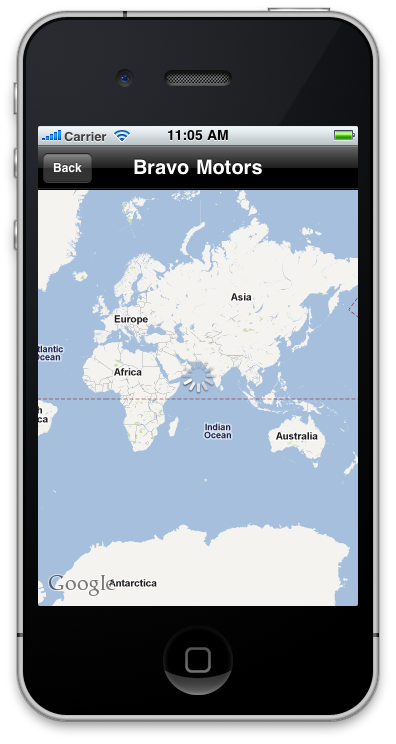 Carrier 11:05 AM
Back Bravo Motors
Asia
Europe
tlantic
Ocean
Africa
h
ca
Indian
Ocean
Australia
Google Antarctica